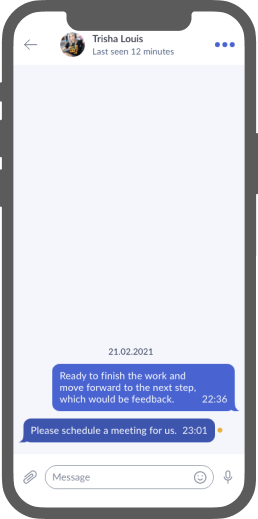 Trisha Louis
Last seen 12 minutes
21.02.2021
Ready to finish the work and
move forward to the next step,
which would be feedback. 22:36
Please schedule a meeting for us. 23:01
Message